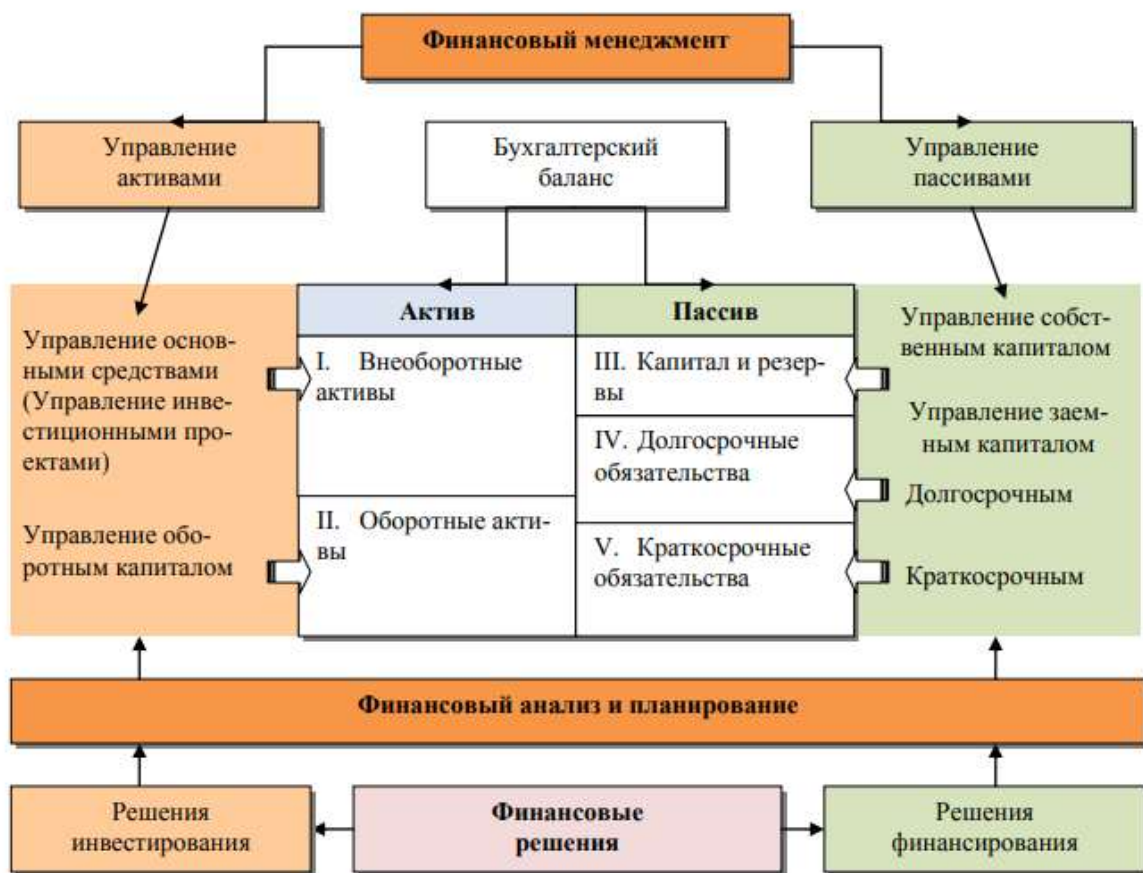 Финансовый менеджмент
Управление
активами
Бухгалтерский
баланс
Управление
пассивами
Управление основ-
ными средствами
(Управление инве-
стиционными про-
ектами)
Управление обо-
ротным капиталом
Актив
I. Внеоборотные
активы
II. Оборотные акти-
вы
Пассив
III. Капитал и резер-
вы
IV. Долгосрочные
обязательства
V. Краткосрочные
обязательства
Управление собст-
венным капиталом
Управление заем-
ным капиталом
Долгосрочным
Краткосрочным
Финансовый анализ и планирование
Решения
инвестирования
Финансовые
решения
Решения
финансирования